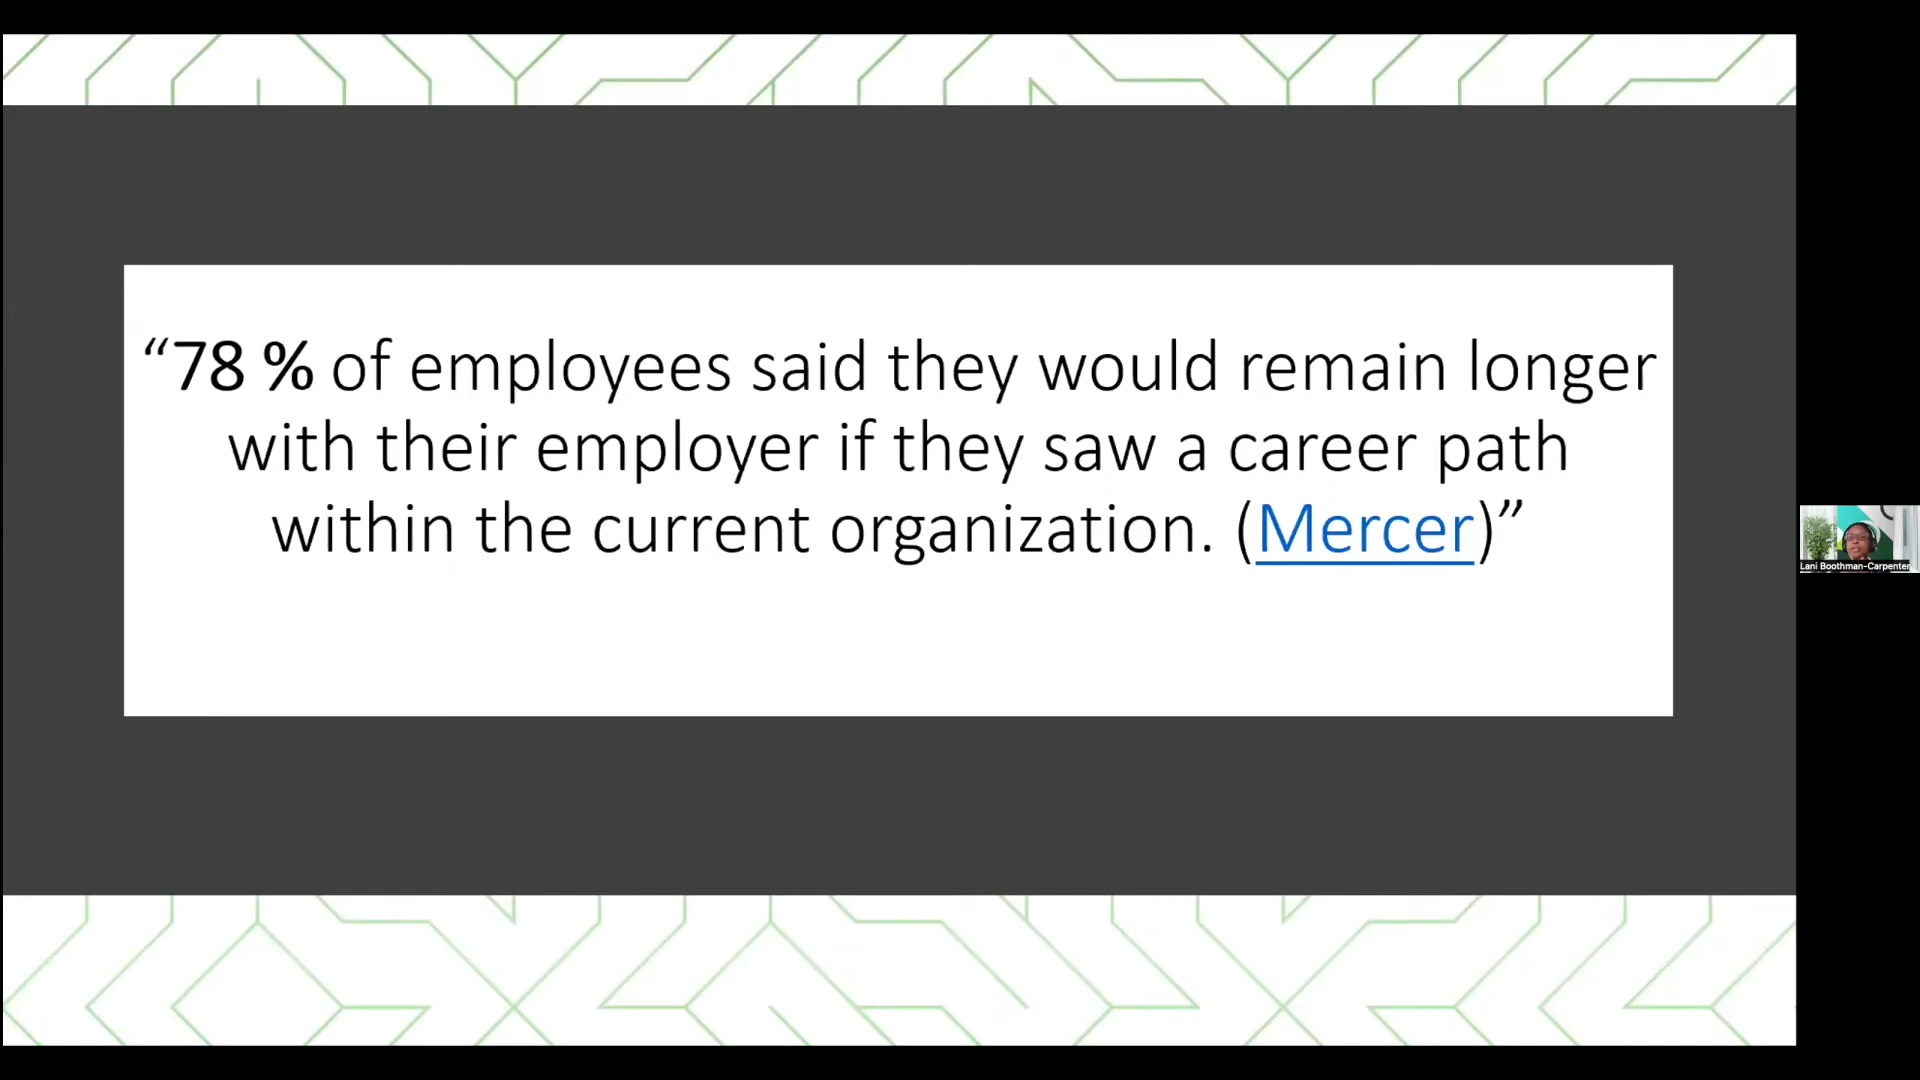 “78 % of employees said they would remain longer
with their employer if they saw a career path
within the current organization. (Mercer)”
Lani Boothman-Carpenter